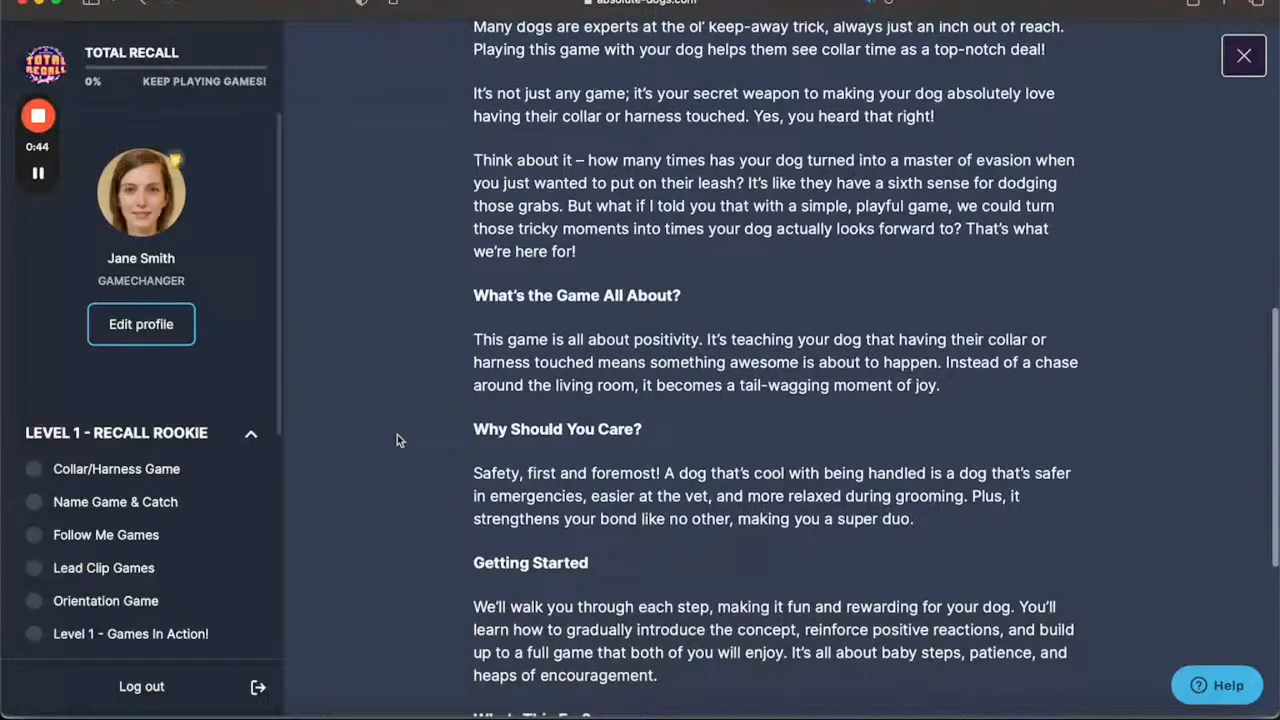 absolute-dogs.com
TOTAL RECALL
TOTAL RECALL
0% KEEP PLAYING GAMES!
0:44
Jane Smith
GAMECHANGER
Edit profile
LEVEL 1 - RECALL ROOKIE
Collar/Harness Game
Name Game & Catch
Follow Me Games
Lead Clip Games
Orientation Game
Level 1 - Games In Action!
Log out
Many dogs are experts at the ol’ keep-away trick, always just an inch out of reach.
Playing this game with your dog helps them see collar time as a top-notch deal!
It’s not just any game; it’s your secret weapon to making your dog absolutely love
having their collar or harness touched. Yes, you heard that right!
Think about it – how many times has your dog turned into a master of evasion when
you just wanted to put on their leash? It’s like they have a sixth sense for dodging
those grabs. But what if I told you that with a simple, playful game, we could turn
those tricky moments into times your dog actually looks forward to? That’s what
we’re here for!
What’s the Game All About?
This game is all about positivity. It’s teaching your dog that having their collar or
harness touched means something awesome is about to happen. Instead of a chase
around the living room, it becomes a tail-wagging moment of joy.
Why Should You Care?
Safety, first and foremost! A dog that’s cool with being handled is a dog that’s safer
in emergencies, easier at the vet, and more relaxed during grooming. Plus, it
strengthens your bond like no other, making you a super duo.
Getting Started
We’ll walk you through each step, making it fun and rewarding for your dog. You’ll
learn how to gradually introduce the concept, reinforce positive reactions, and build
up to a full game that both of you will enjoy. It’s all about baby steps, patience, and
heaps of encouragement.
Help